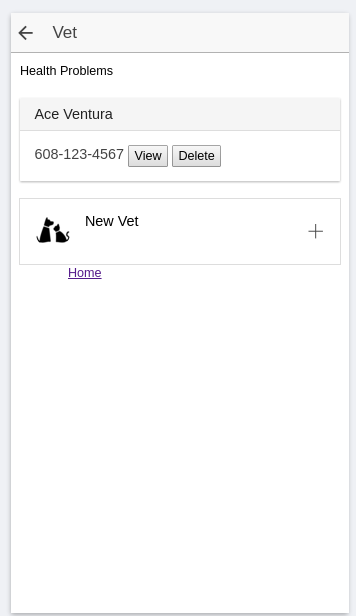 Vet
Health Problems
Ace Ventura
608-123-4567 View Delete
New Vet
Home